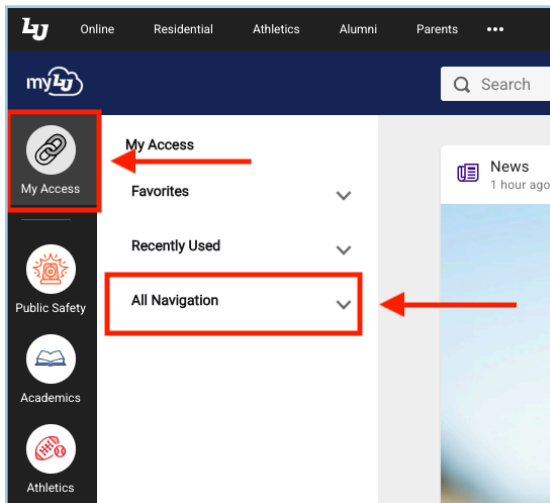 LU Online Residential Athletics Alumni Parents •••
myLU
Search
My Access
My Access
Favorites
Recently Used
All Navigation
News
1 hour ago
Public Safety
Academics
Athletics